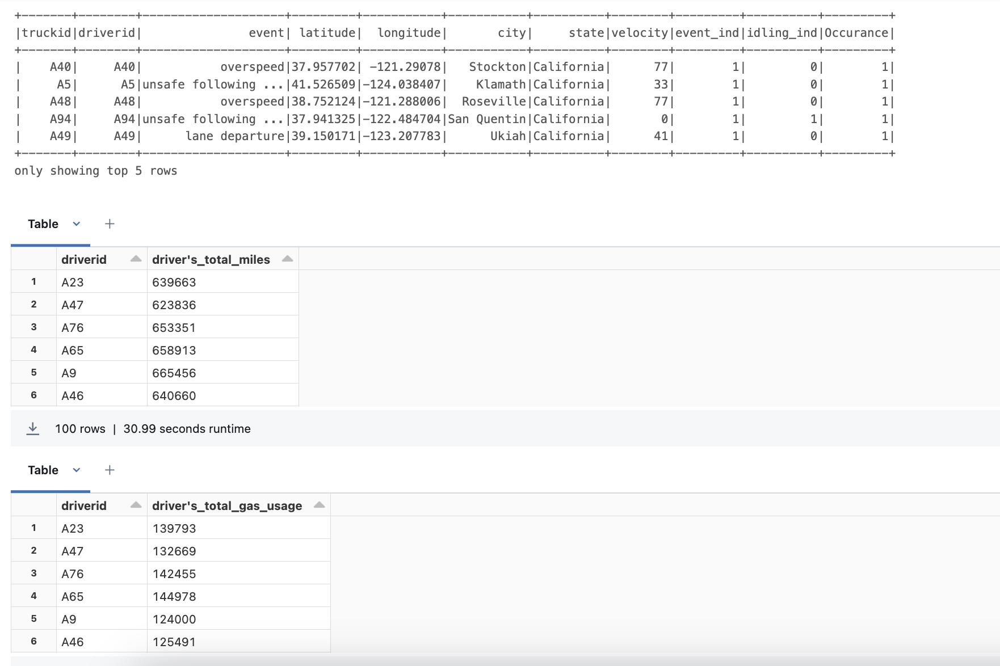 +-------+--------+--------------------+---------+-----------+-----------+----------+--------+---------+----------+---------+
|truckid|driverid|               event| latitude|  longitude|       city|     state|velocity|event_ind|idling_ind|Occurance|
+-------+--------+--------------------+---------+-----------+-----------+----------+--------+---------+----------+---------+
|    A40|     A40|           overspeed|37.957702| -121.29078|   Stockton|California|      77|        1|         0|        1|
|     A5|      A5|unsafe following ...|41.526509|-124.038407|    Klamath|California|      33|        1|         0|        1|
|    A48|     A48|           overspeed|38.752124|-121.288006|  Roseville|California|      77|        1|         0|        1|
|    A94|     A94|unsafe following ...|37.941325|-122.484704|San Quentin|California|       0|        1|         1|        1|
|    A49|     A49|      lane departure|39.150171|-123.207783|      Ukiah|California|      41|        1|         0|        1|
+-------+--------+--------------------+---------+-----------+-----------+----------+--------+---------+----------+---------+
only showing top 5 rows
Table +
driverid driver's_total_miles
1 A23 639663
2 A47 623836
3 A76 653351
4 A65 658913
5 A9 665456
6 A46 640660
100 rows | 30.99 seconds runtime
Table +
driverid driver's_total_gas_usage
1 A23 139793
2 A47 132669
3 A76 142455
4 A65 144978
5 A9 124000
6 A46 125491